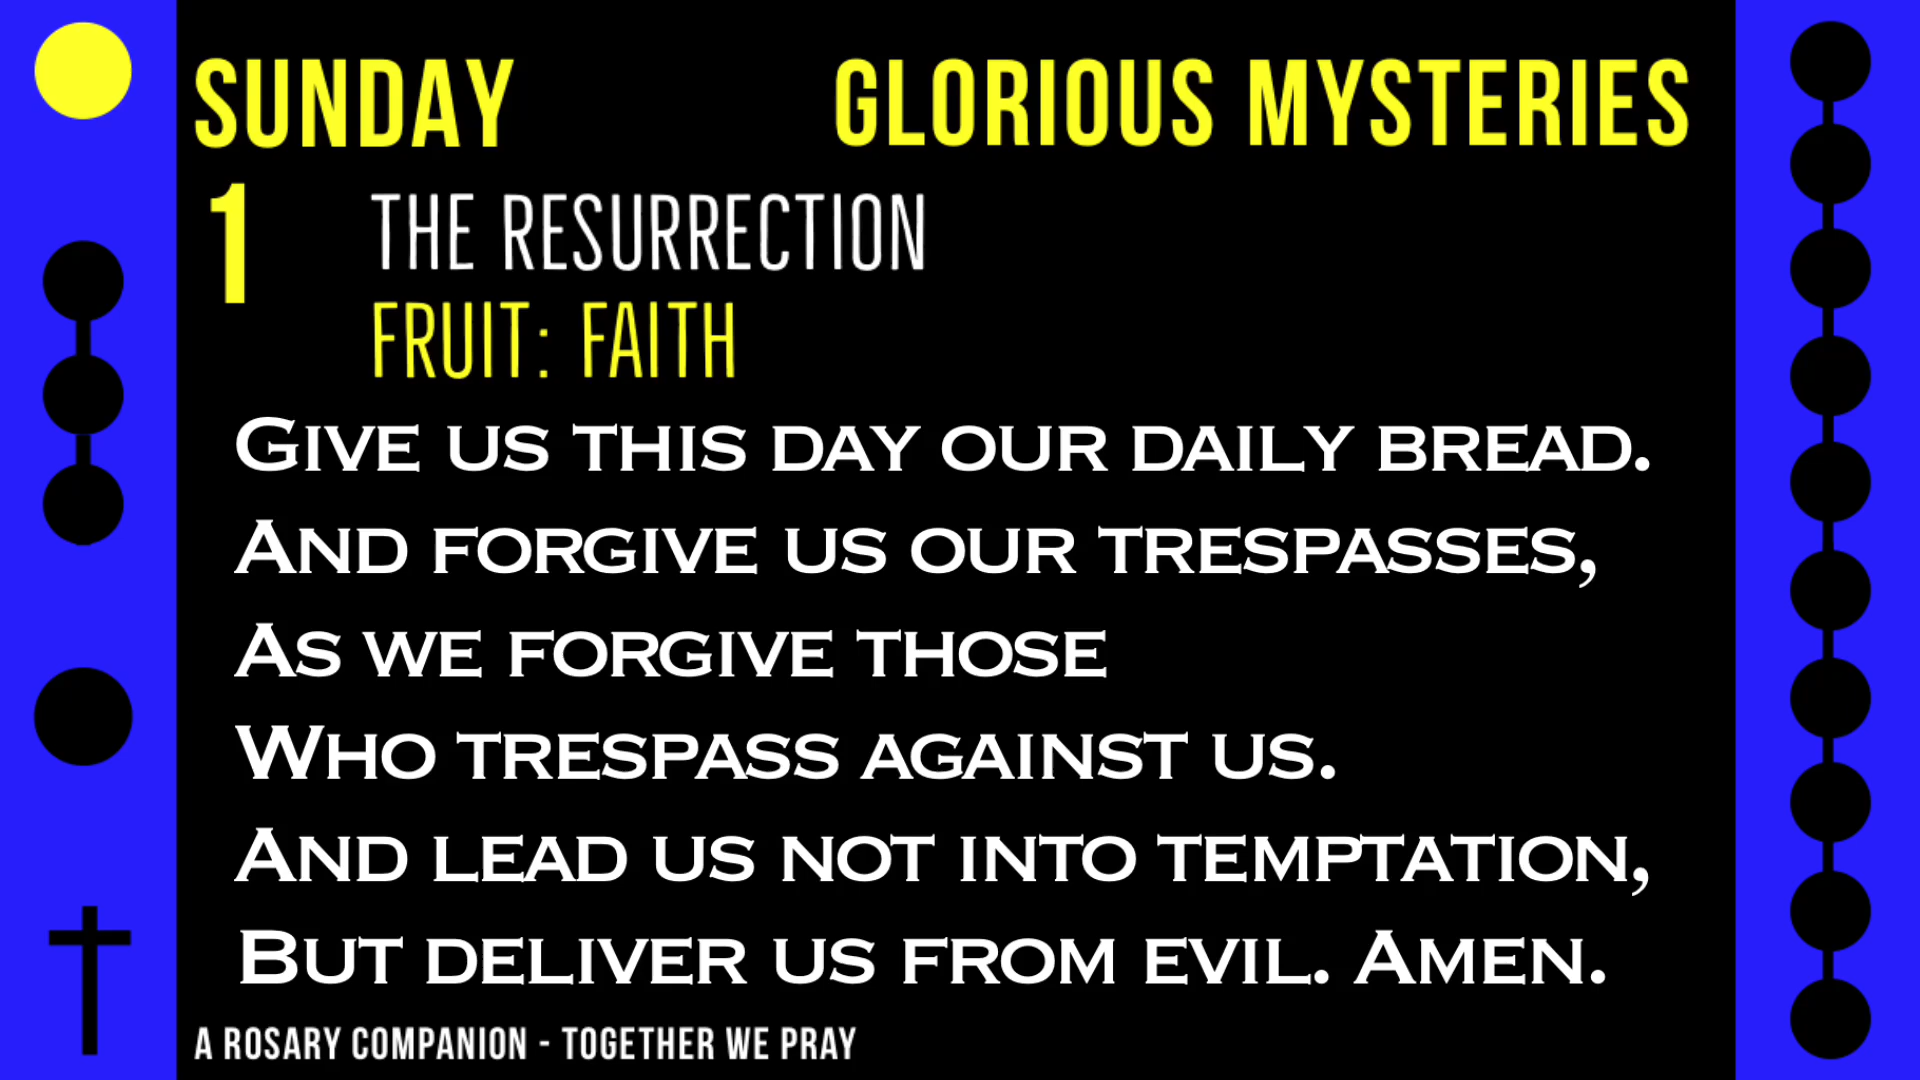 SUNDAY GLORIOUS MYSTERIES
1 THE RESURRECTION
FRUIT: FAITH
GIVE US THIS DAY OUR DAILY BREAD.
AND FORGIVE US OUR TRESPASSES,
AS WE FORGIVE THOSE
WHO TRESPASS AGAINST US.
AND LEAD US NOT INTO TEMPTATION,
BUT DELIVER US FROM EVIL. AMEN.
A ROSARY COMPANION - TOGETHER WE PRAY